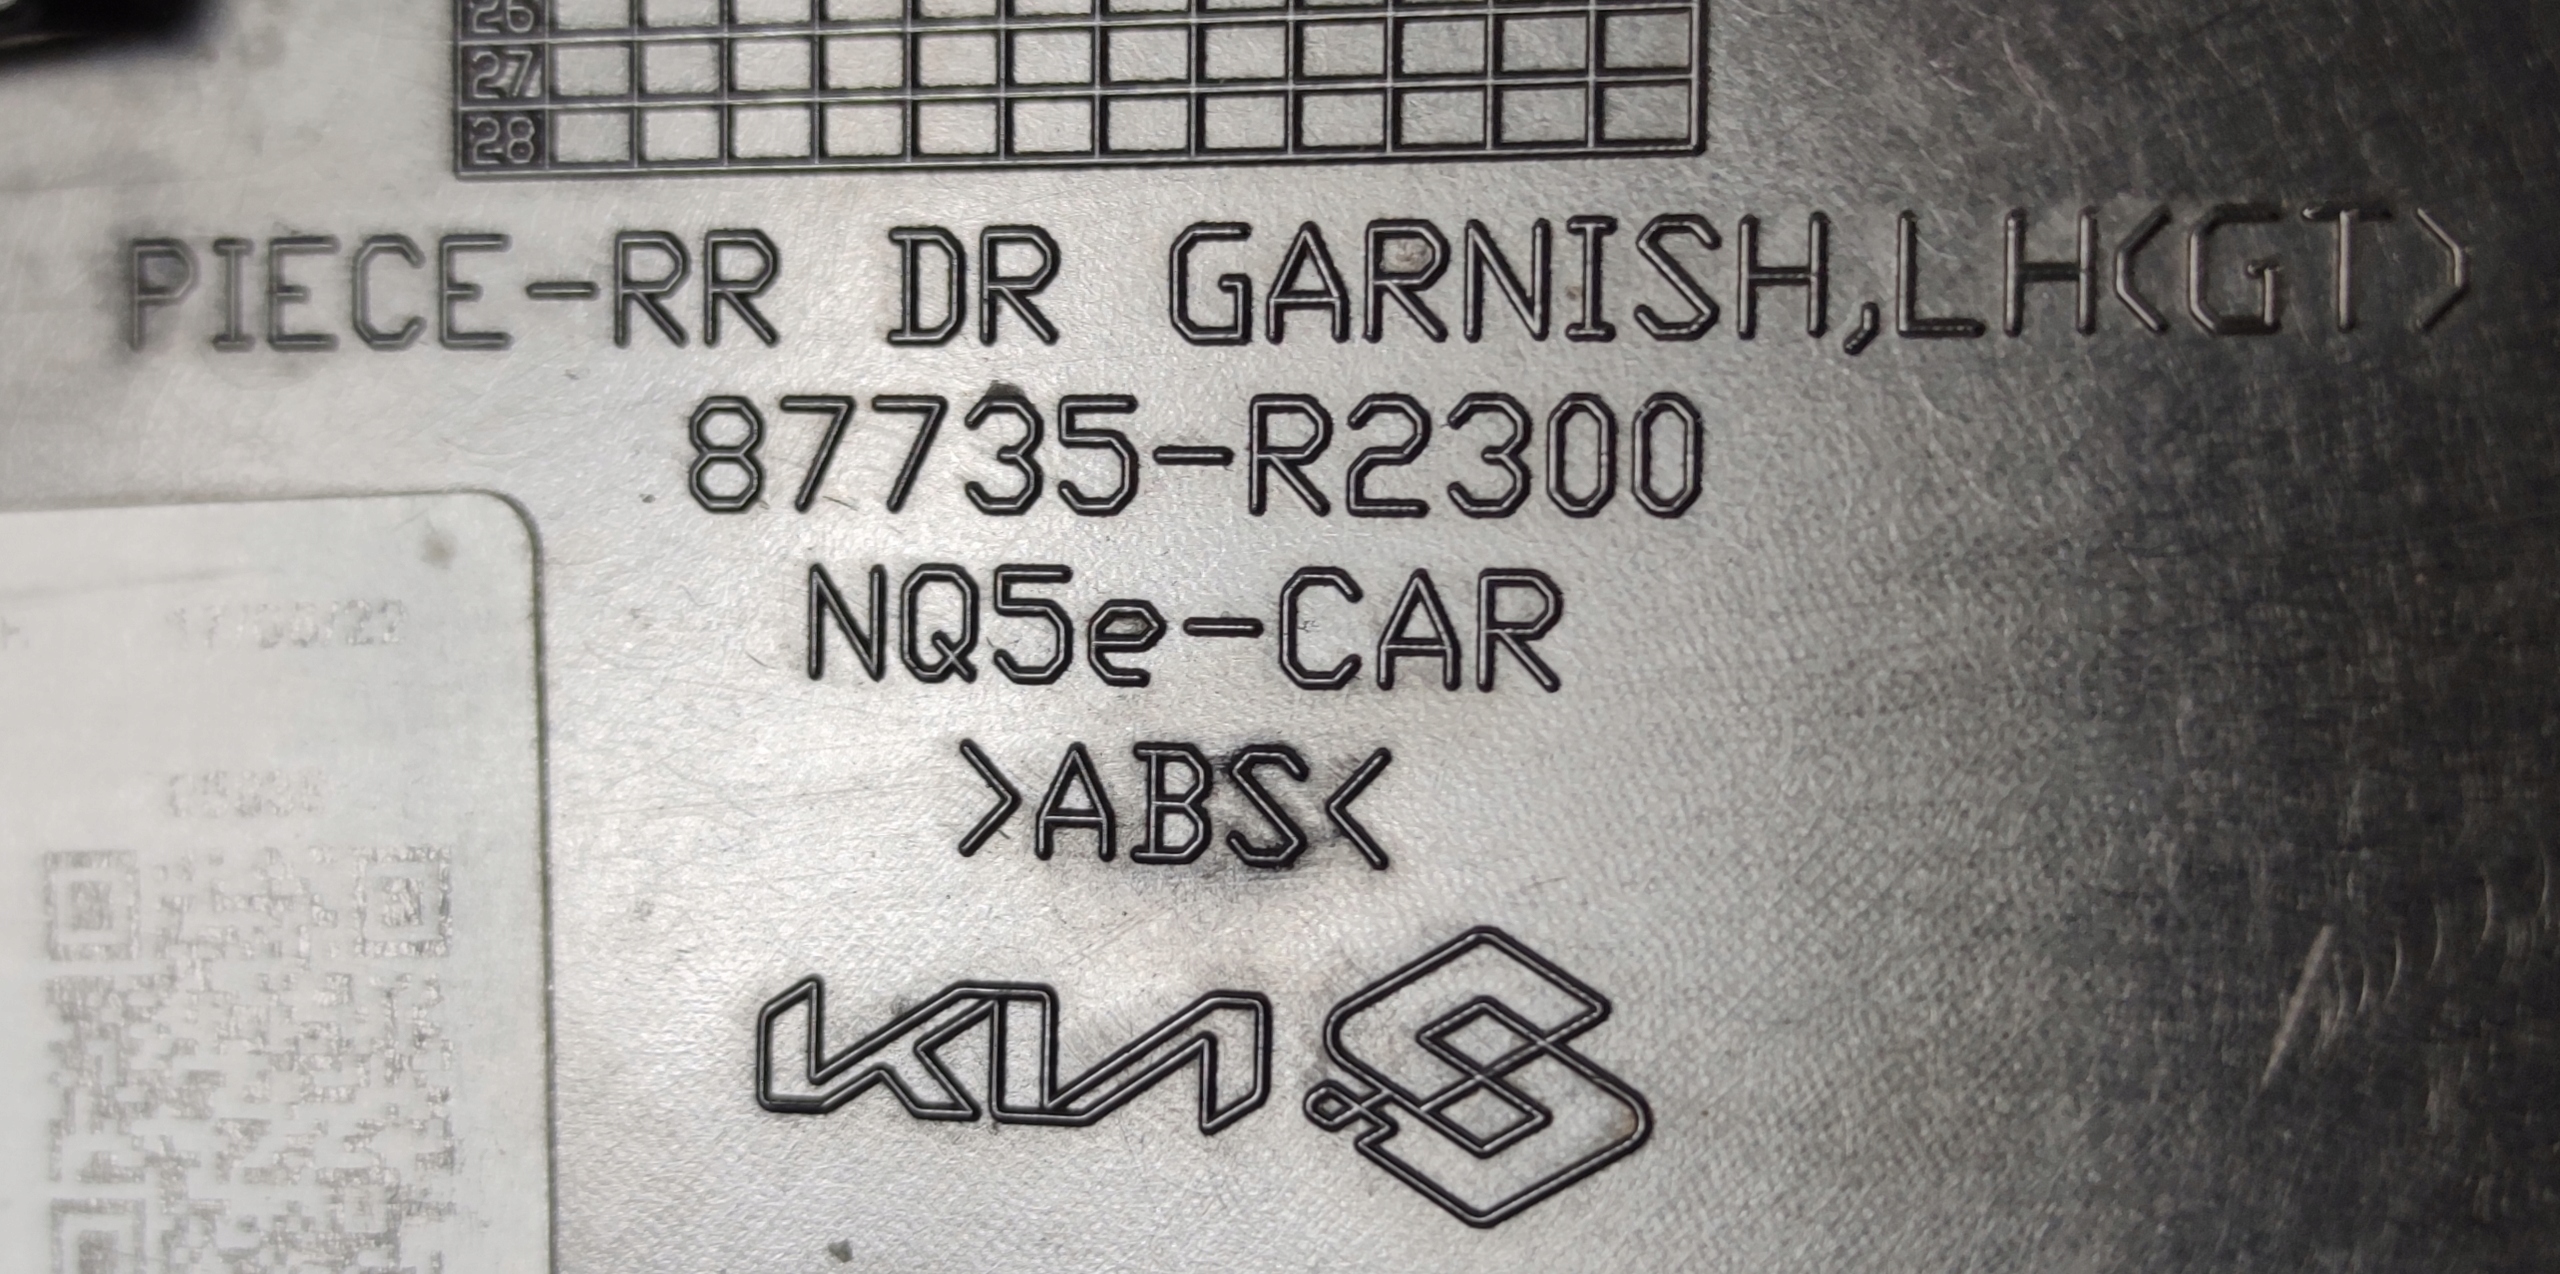 26
27
28
PIECE-RR DR GARNISH,LH(GT)
87735-R2300
NQ5e-CAR
>ABS<
KIA